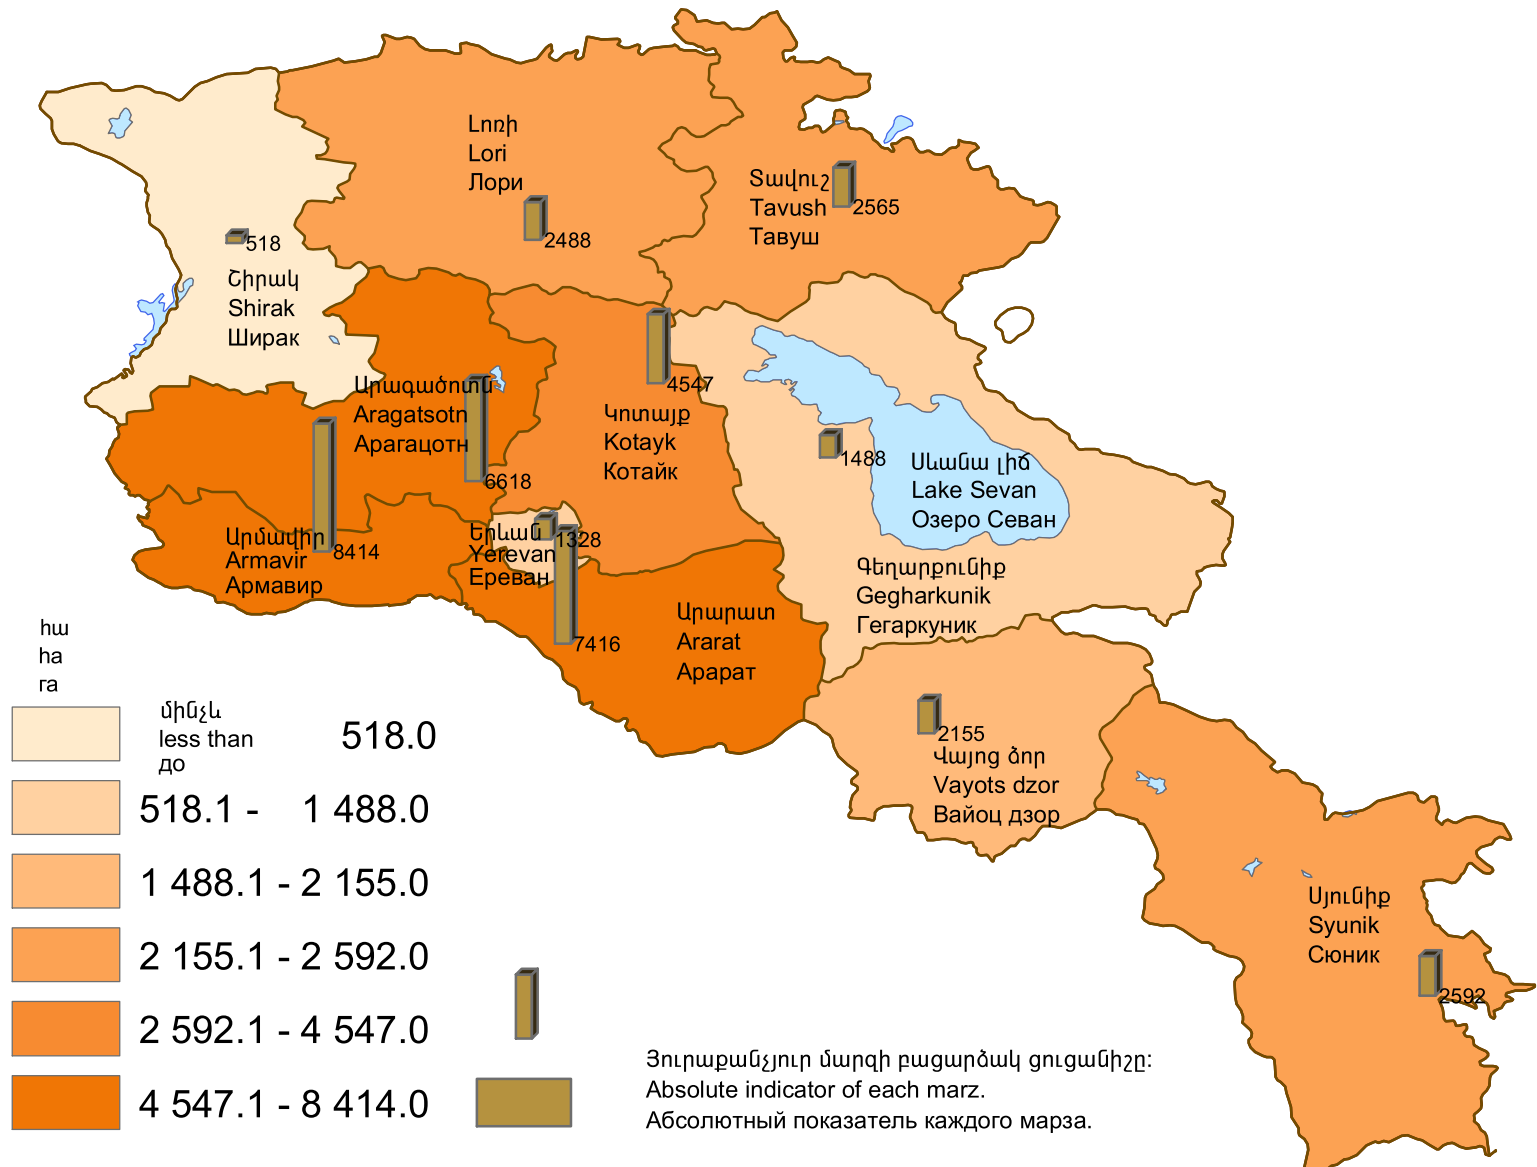 Լոռի
Lori
Лори
2488
Տավուշ
Tavush
Тавуш
2565
518
Շիրակ
Shirak
Ширак
4547
Կոտայք
Kotayk
Котайк
Արագածոտն
Aragatsotn
Арагацотн
6618
1488
Սևանա լիճ
Lake Sevan
Озеро Севан
Արմավիր
Armavir
Армавир
8414
Երևան
Yerevan
Ереван
1328
Գեղարքունիք
Gegharkunik
Гегаркуник
Արարատ
Ararat
Арарат
7416
2155
Վայոց ձոր
Vayots dzor
Вайоц дзор
Սյունիք
Syunik
Сюник
2592
հա
ha
га
մինչև
less than 518.0
до
518.1 - 1 488.0
1 488.1 - 2 155.0
2 155.1 - 2 592.0
2 592.1 - 4 547.0
4 547.1 - 8 414.0
Յուրաքանչյուր մարզի բացարձակ ցուցանիշը:
Absolute indicator of each marz.
Абсолютный показатель каждого марза.